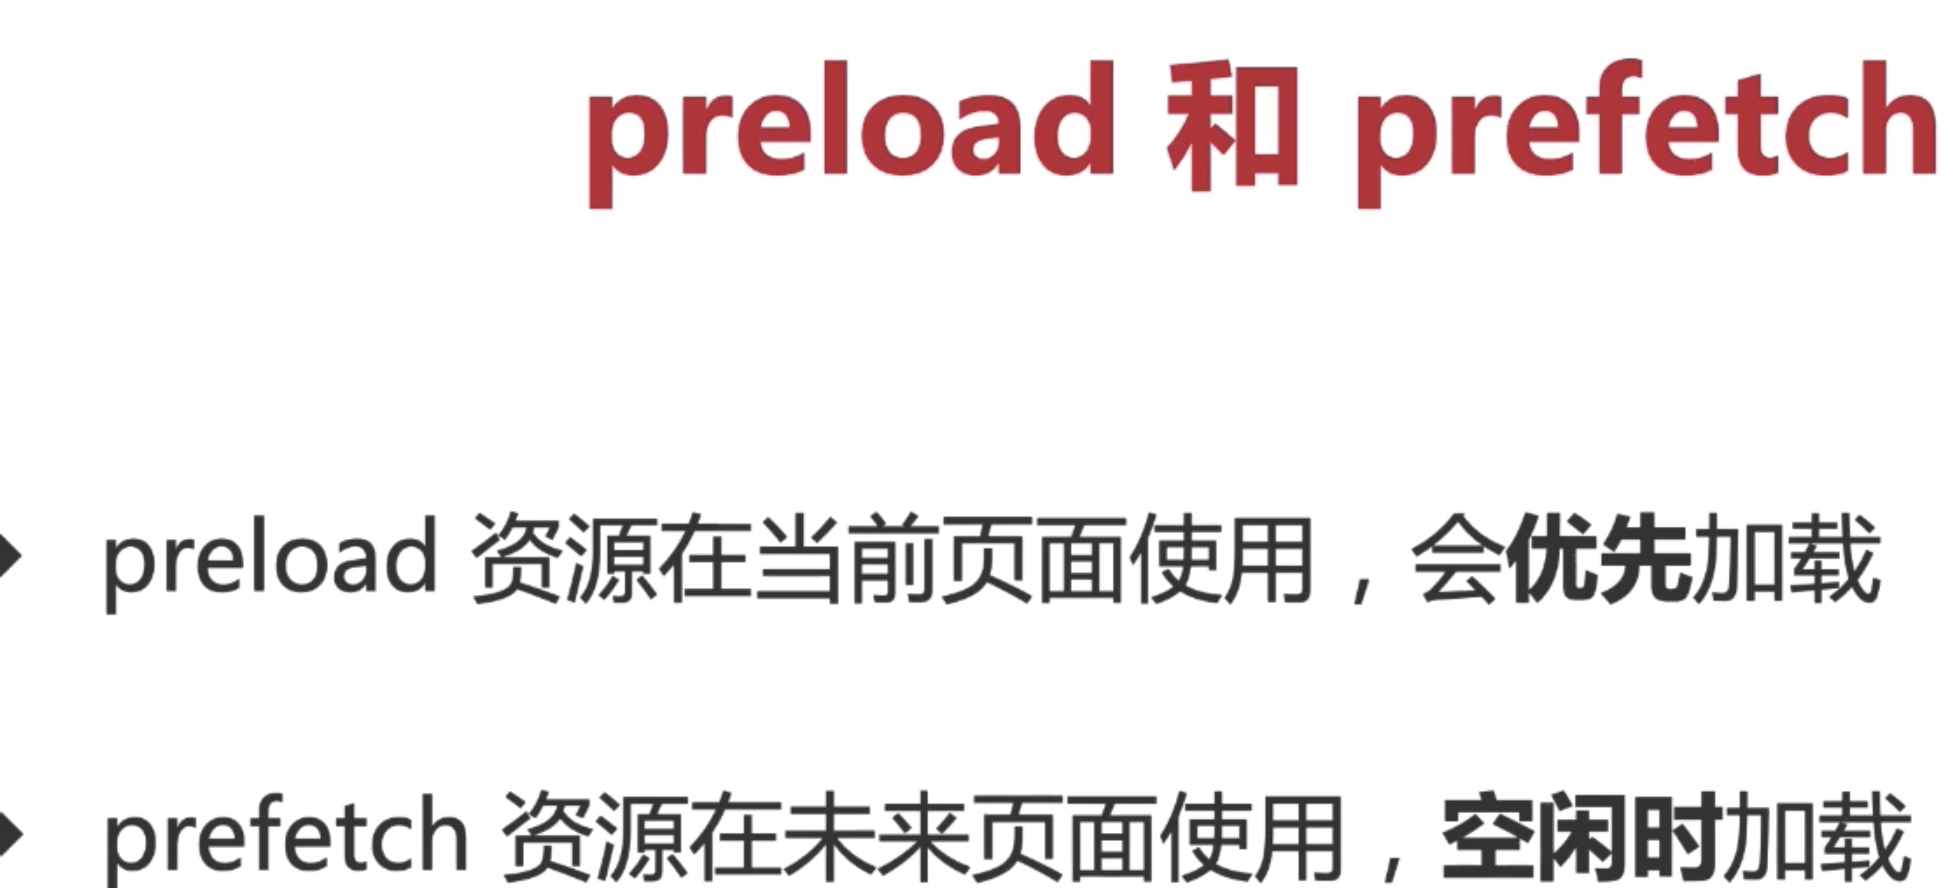 preload 和 prefetch
preload 资源在当前页面使用，会优先加载
prefetch 资源在未来页面使用，空闲时加载